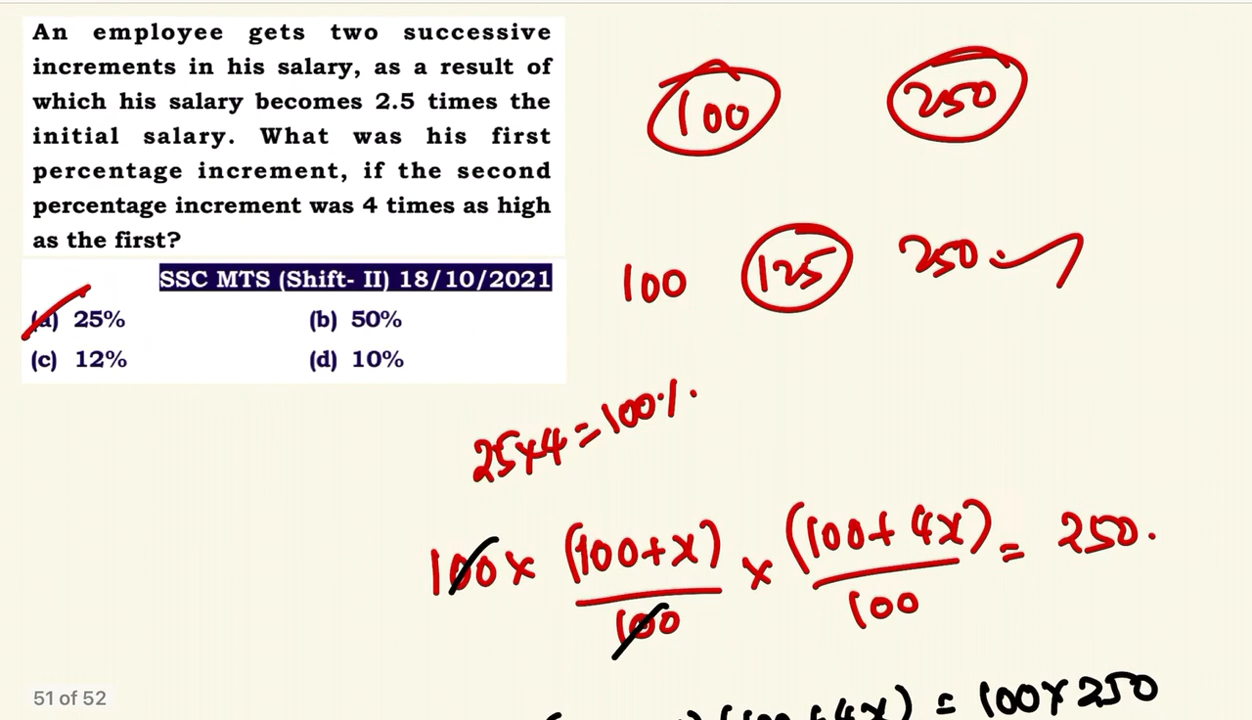 An employee gets two successive
increments in his salary, as a result of
which his salary becomes 2.5 times the
initial salary. What was his first
percentage increment, if the second
percentage increment was 4 times as high
as the first?
SSC MTS (Shift- II) 18/10/2021
(a) 25% (b) 50%
(c) 12% (d) 10%
100 250
100 125 250
25x4=100%.
100 x (100+x)/100 x (100+4x)/100 = 250.
(100+4x) = 100x250
51 of 52